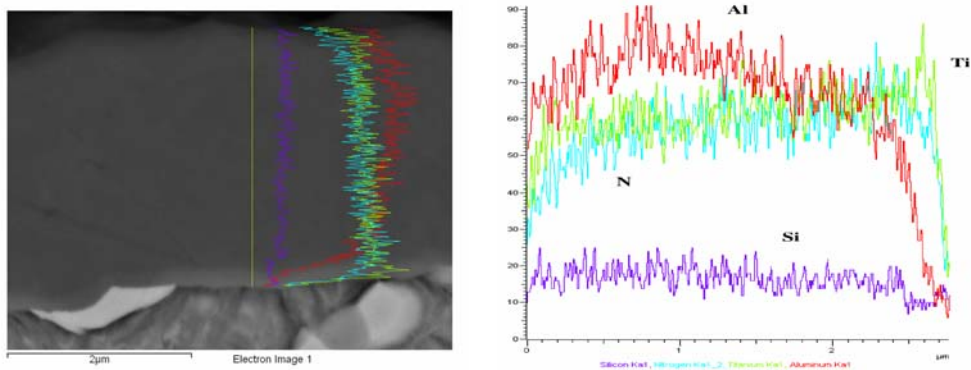 2µm
Electron Image 1
90
80
70
60
50
40
30
20
10
0
0
1
2
µm
Al
Ti
N
Si
Silicon Ka1, Nitrogen Ka1_2, Titanium Ka1, Aluminum Ka1